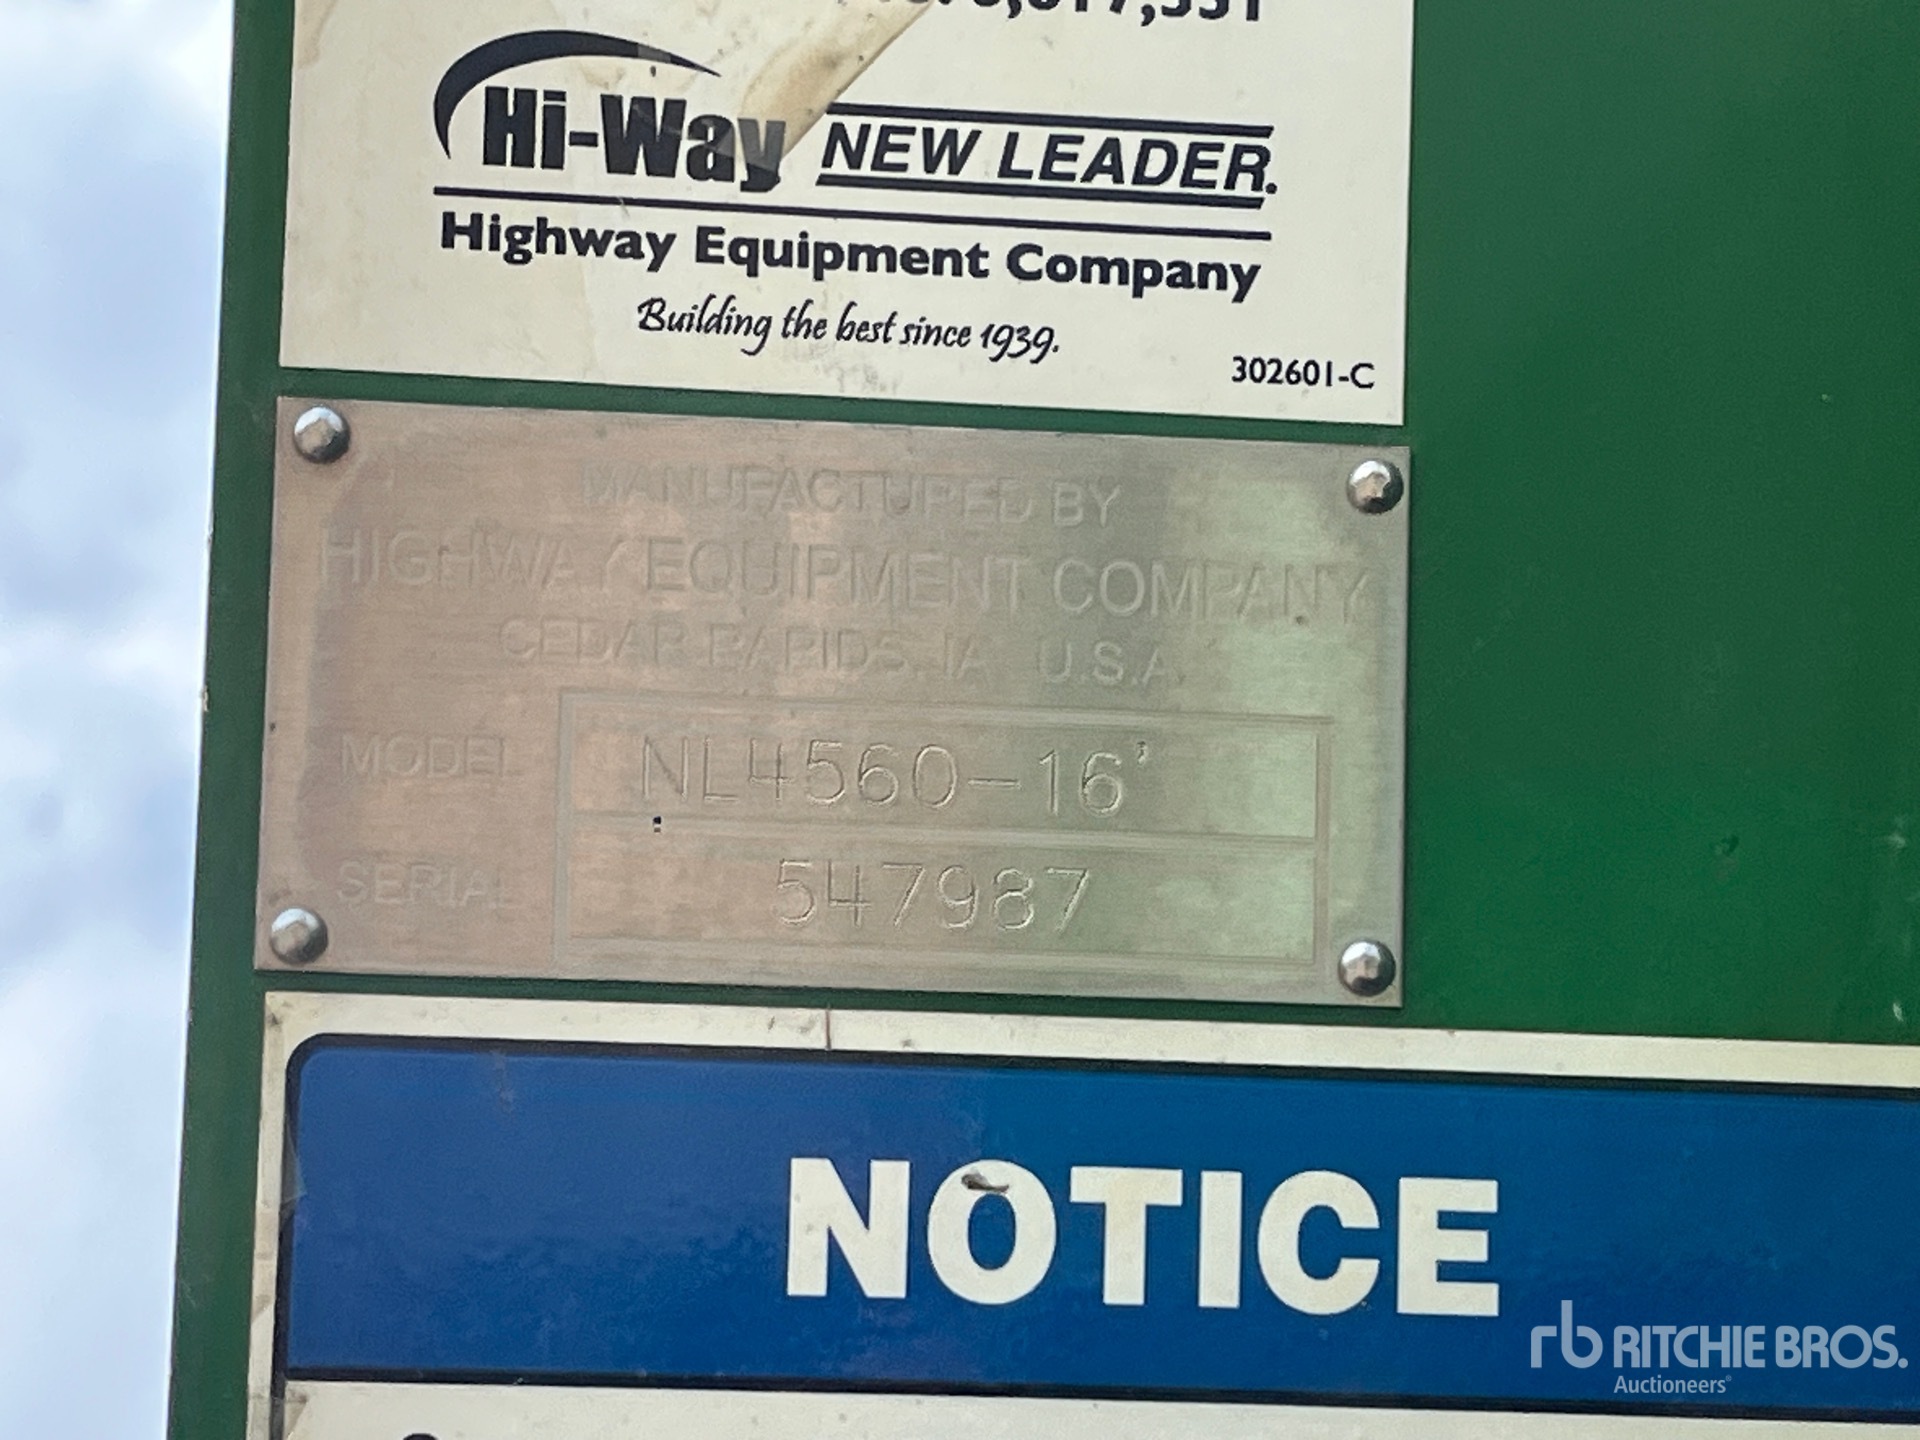 Hi-Way NEW LEADER.
Highway Equipment Company
Building the best since 1939.
302601-C
MANUFACTURED BY
HIGHWAY EQUIPMENT COMPANY
CEDAR RAPIDS, IA U.S.A.
MODEL NL4560-16'
SERIAL 547987
NOTICE
rb RITCHIE BROS.
Auctioneers